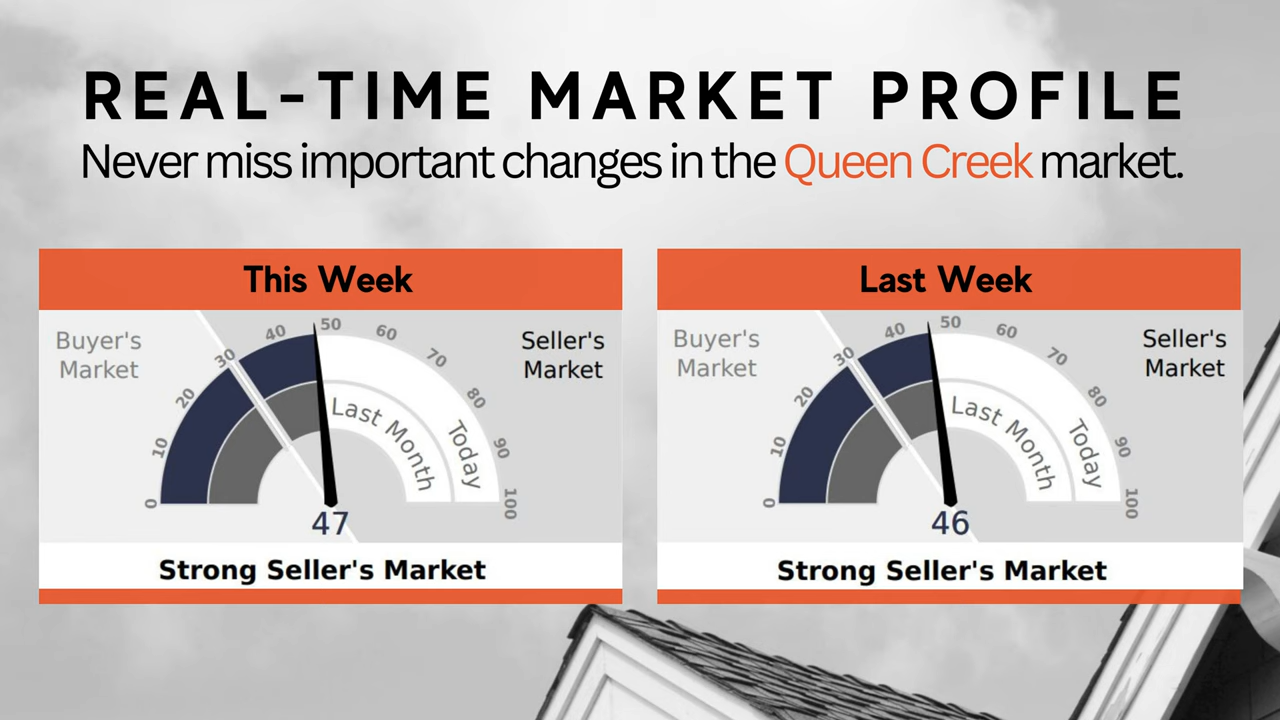 REAL-TIME MARKET PROFILE
Never miss important changes in the Queen Creek market.
This Week
Buyer's
Market
Seller's
Market
0
10
20
30
40
50
60
70
80
90
100
Last Month
Today
47
Strong Seller's Market
Last Week
Buyer's
Market
Seller's
Market
0
10
20
30
40
50
60
70
80
90
100
Last Month
Today
46
Strong Seller's Market